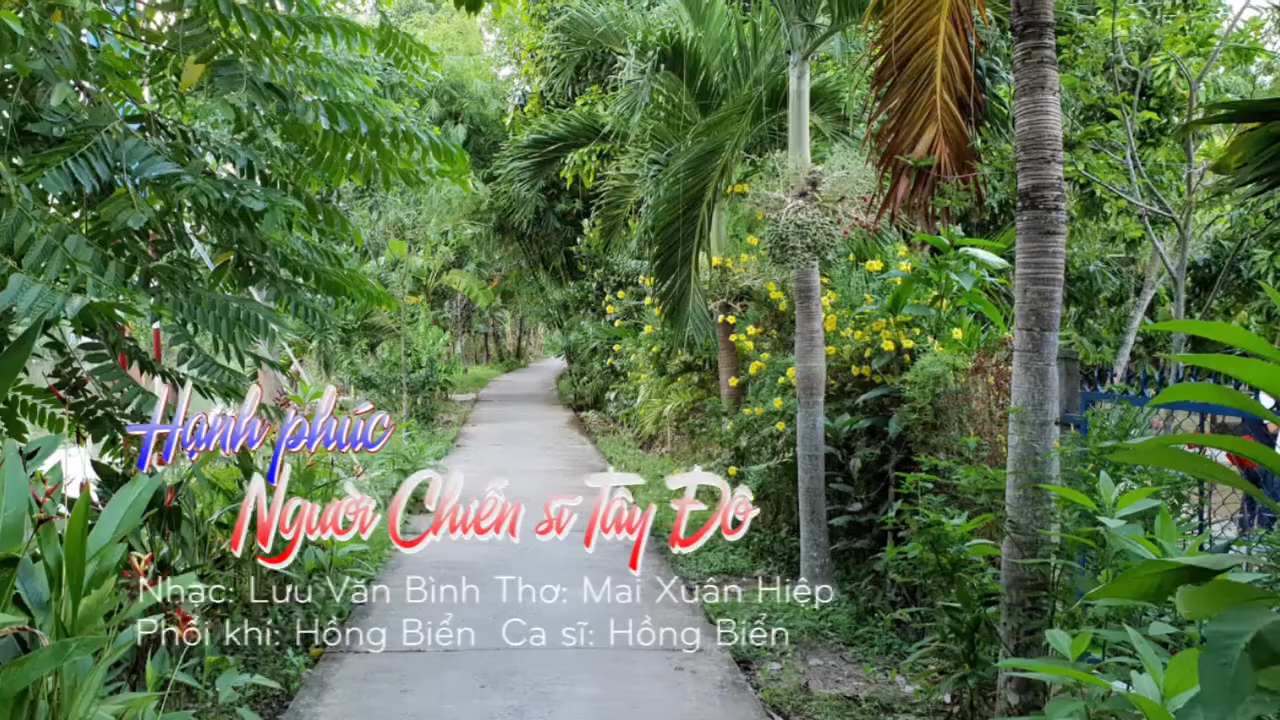 Hạnh phúc
Người Chiến sĩ Tây Đô
Nhạc: Lưu Văn Bình Thơ: Mai Xuân Hiệp
Phối khí: Hồng Biển Ca sĩ: Hồng Biển